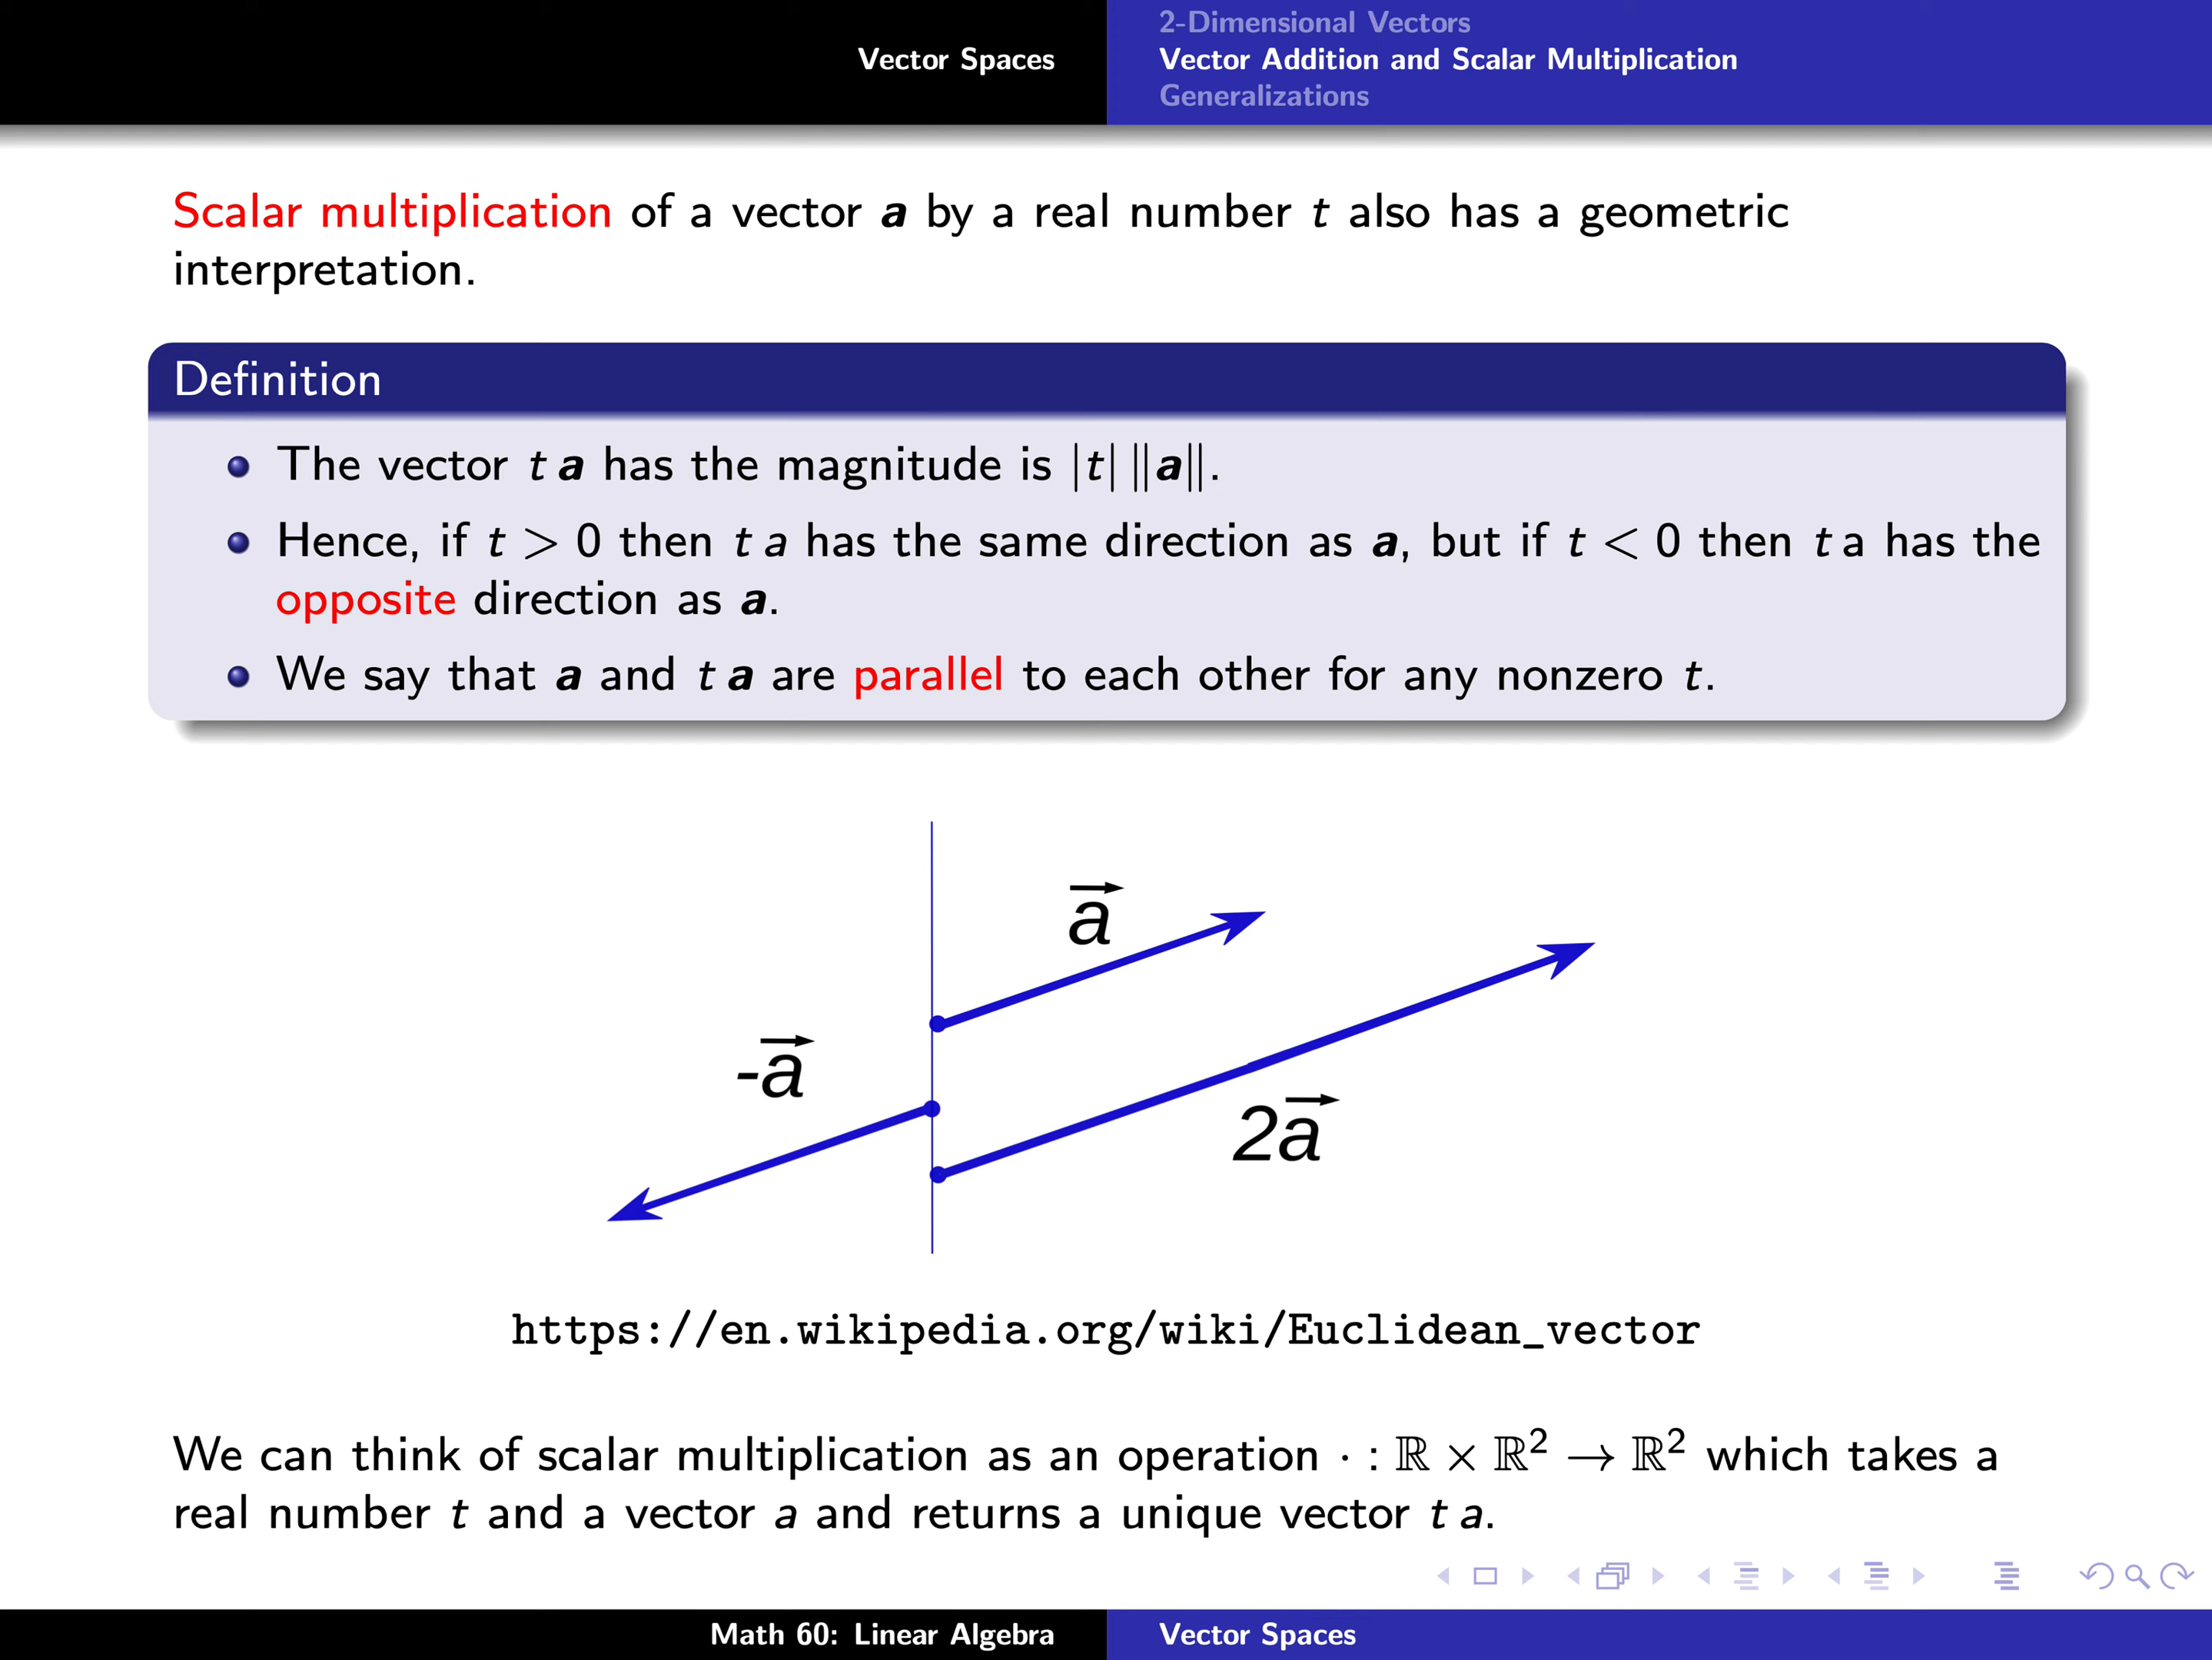 Vector Spaces
2-Dimensional Vectors
Vector Addition and Scalar Multiplication
Generalizations
Scalar multiplication of a vector a by a real number t also has a geometric
interpretation.
Definition
The vector t a has the magnitude is |t| ‖a‖.
Hence, if t > 0 then t a has the same direction as a, but if t < 0 then t a has the
opposite direction as a.
We say that a and t a are parallel to each other for any nonzero t.
a⃗
-a⃗
2a⃗
https://en.wikipedia.org/wiki/Euclidean_vector
We can think of scalar multiplication as an operation · : ℝ × ℝ² → ℝ² which takes a
real number t and a vector a and returns a unique vector t a.
Math 60: Linear Algebra
Vector Spaces